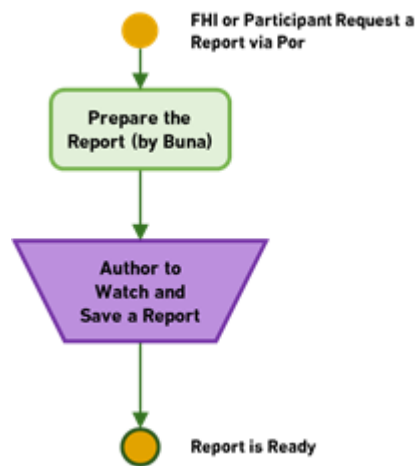 FHI or Participant Request a
Report via Por
Prepare the
Report (by Buna)
Author to
Watch and
Save a Report
Report is Ready